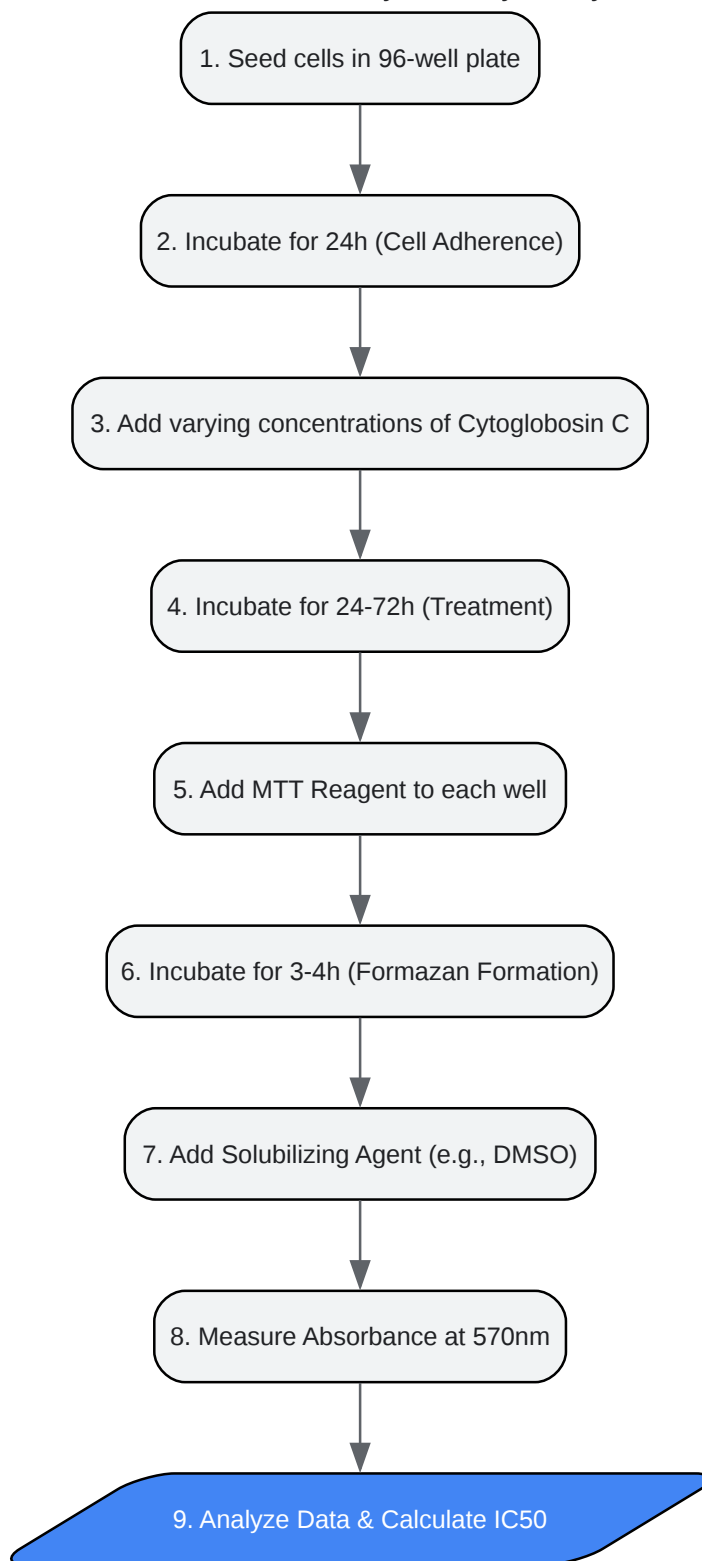 1. Seed cells in 96-well plate
2. Incubate for 24h (Cell Adherence)
3. Add varying concentrations of Cytoglobosin C
4. Incubate for 24-72h (Treatment)
5. Add MTT Reagent to each well
6. Incubate for 3-4h (Formazan Formation)
7. Add Solubilizing Agent (e.g., DMSO)
8. Measure Absorbance at 570nm
9. Analyze Data & Calculate IC50